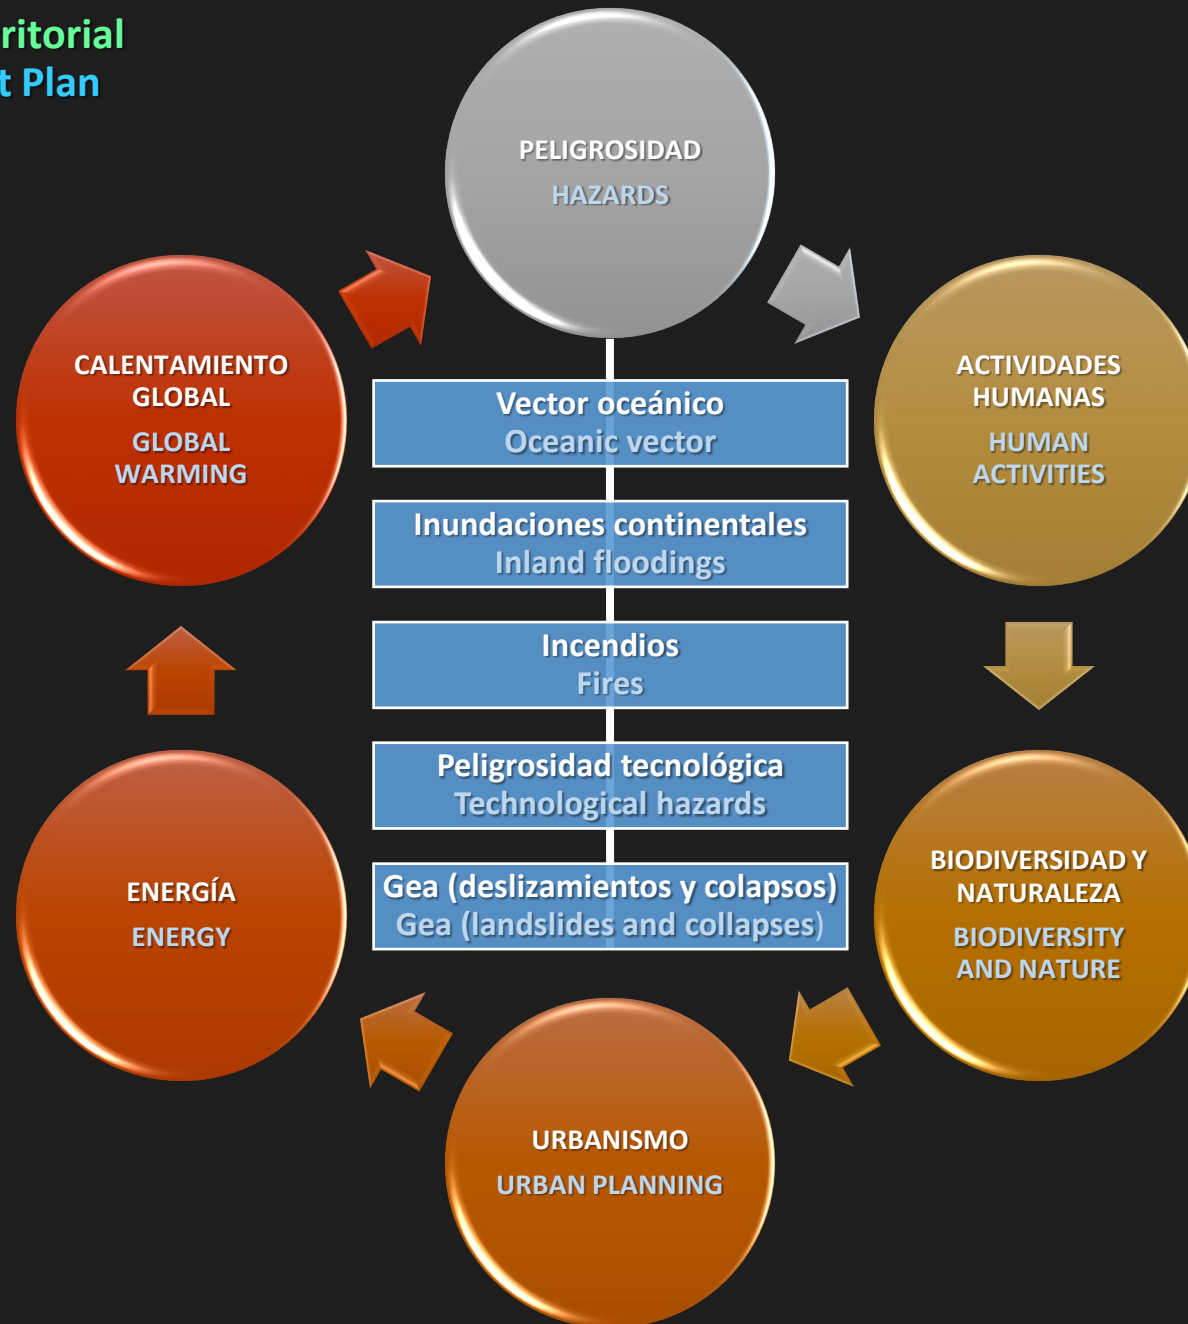 ritorial
t Plan
PELIGROSIDAD
HAZARDS
CALENTAMIENTO
GLOBAL
GLOBAL
WARMING
ACTIVIDADES
HUMANAS
HUMAN
ACTIVITIES
Vector oceánico
Oceanic vector
Inundaciones continentales
Inland floodings
Incendios
Fires
Peligrosidad tecnológica
Technological hazards
Gea (deslizamientos y colapsos)
Gea (landslides and collapses)
ENERGÍA
ENERGY
BIODIVERSIDAD Y
NATURALEZA
BIODIVERSITY
AND NATURE
URBANISMO
URBAN PLANNING